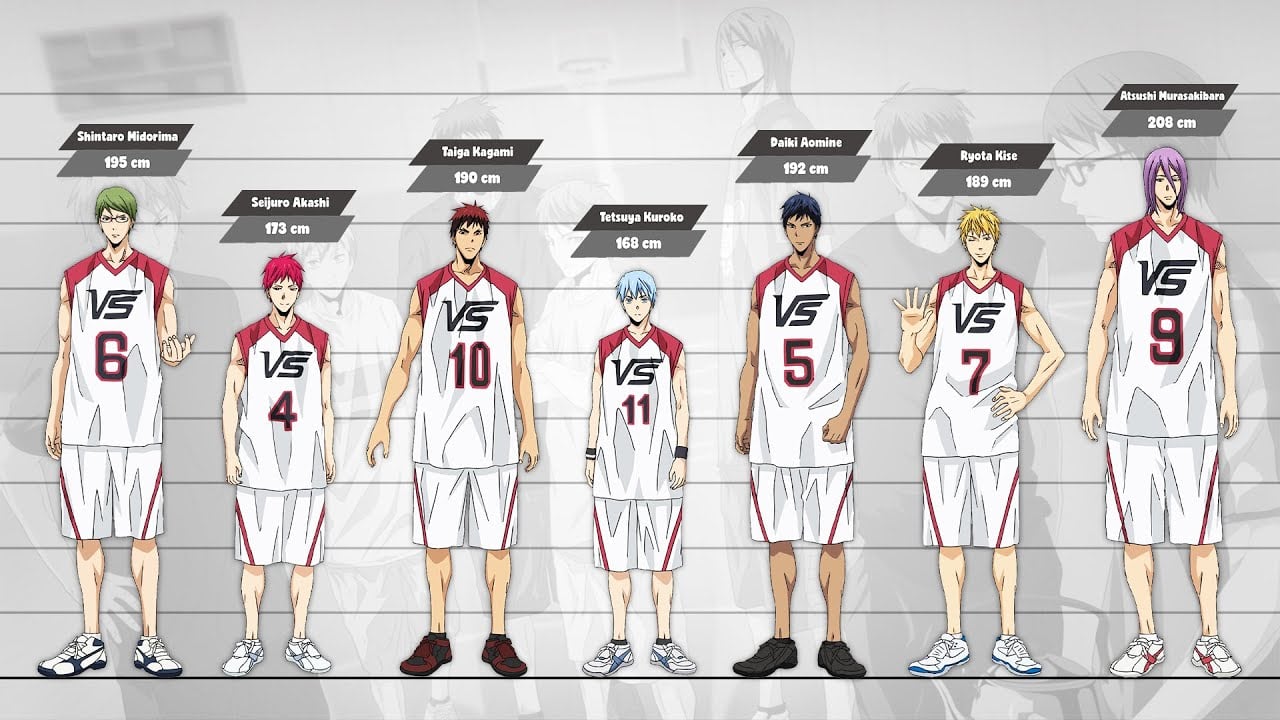 Shintaro Midorima
195 cm
VS
6
Seijuro Akashi
173 cm
VS
4
Taiga Kagami
190 cm
VS
10
Tetsuya Kuroko
168 cm
VS
11
Daiki Aomine
192 cm
VS
5
Ryota Kise
189 cm
VS
7
Atsushi Murasakibara
208 cm
VS
9